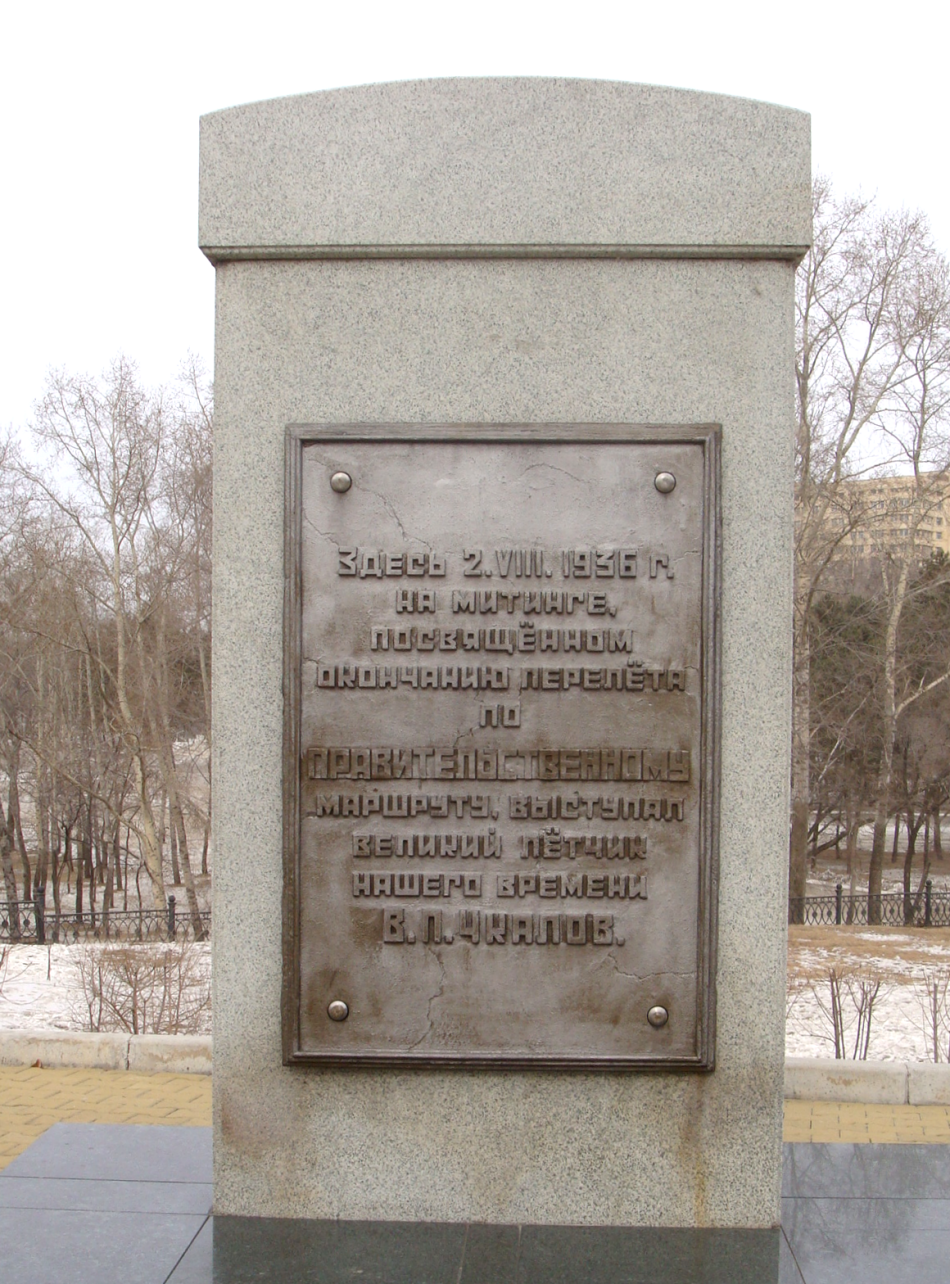 Здесь 2.VIII.1936 г.
на митинге,
посвящённом
окончанию перелёта
по
правительственному
маршруту, выступал
великий лётчик
нашего времени
В.П.Чкалов.